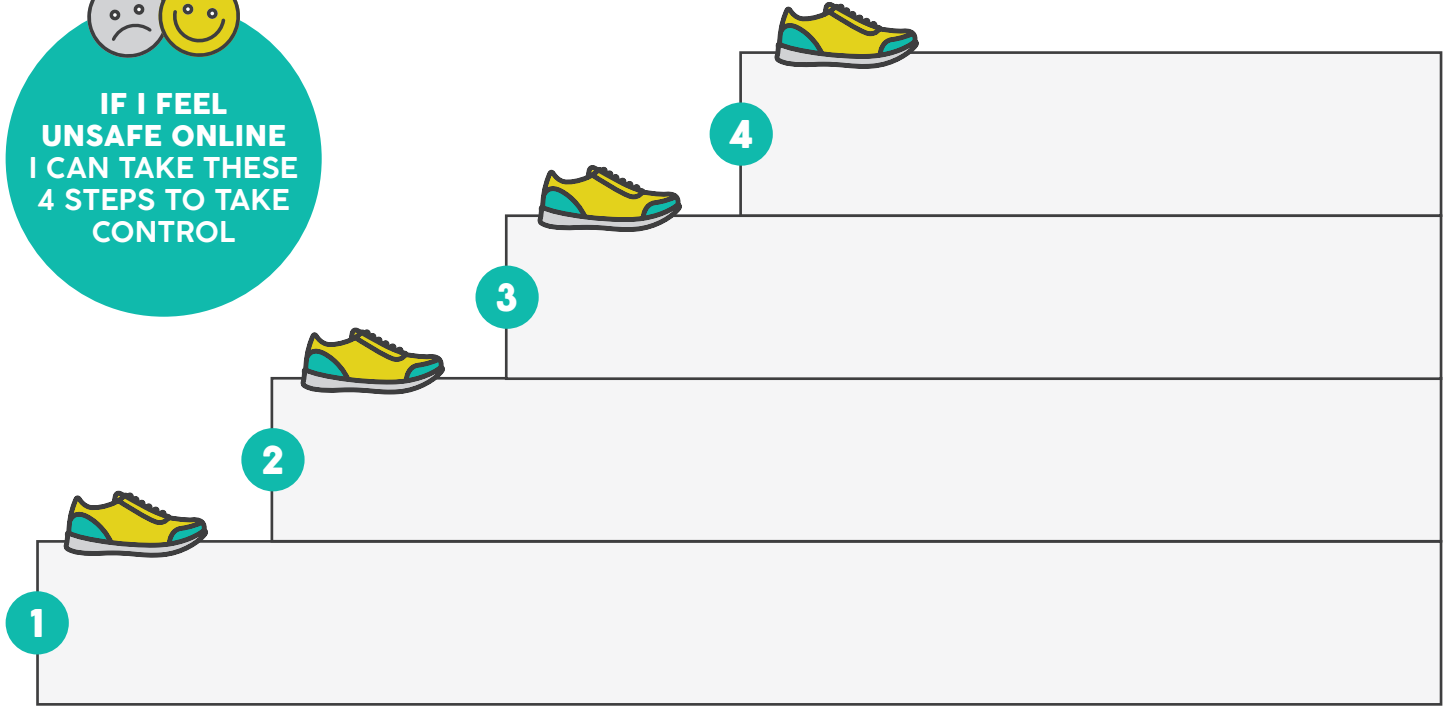 IF I FEEL
UNSAFE ONLINE
I CAN TAKE THESE
4 STEPS TO TAKE
CONTROL
4
3
2
1